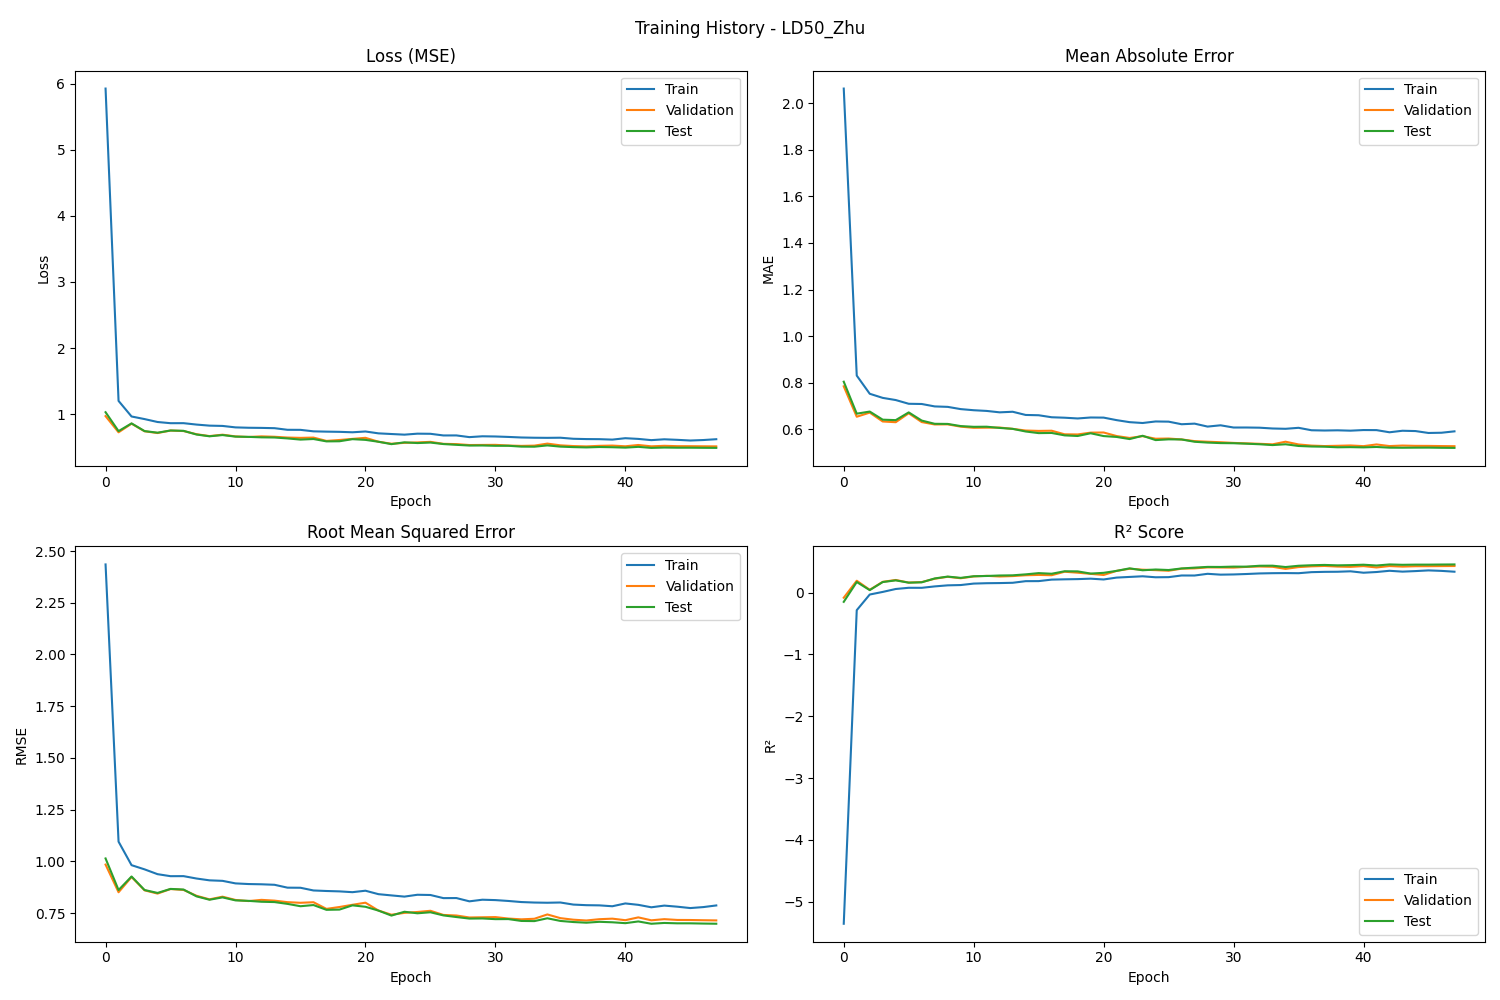 Training History - LD50_Zhu
Loss (MSE)
Loss
6
5
4
3
2
1
0
10
20
30
40
Epoch
Train
Validation
Test
Mean Absolute Error
MAE
2.0
1.8
1.6
1.4
1.2
1.0
0.8
0.6
0
10
20
30
40
Epoch
Train
Validation
Test
Root Mean Squared Error
RMSE
2.50
2.25
2.00
1.75
1.50
1.25
1.00
0.75
0
10
20
30
40
Epoch
Train
Validation
Test
R² Score
R²
0
−1
−2
−3
−4
−5
0
10
20
30
40
Epoch
Train
Validation
Test